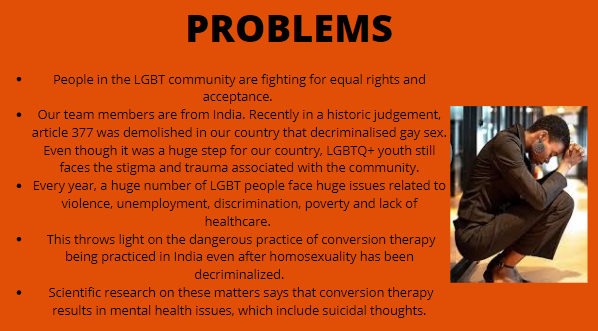 PROBLEMS
• People in the LGBT community are fighting for equal rights and
acceptance.
• Our team members are from India. Recently in a historic judgement,
article 377 was demolished in our country that decriminalised gay sex.
Even though it was a huge step for our country, LGBTQ+ youth still
faces the stigma and trauma associated with the community.
• Every year, a huge number of LGBT people face huge issues related to
violence, unemployment, discrimination, poverty and lack of
healthcare.
• This throws light on the dangerous practice of conversion therapy
being practiced in India even after homosexuality has been
decriminalized.
• Scientific research on these matters says that conversion therapy
results in mental health issues, which include suicidal thoughts.